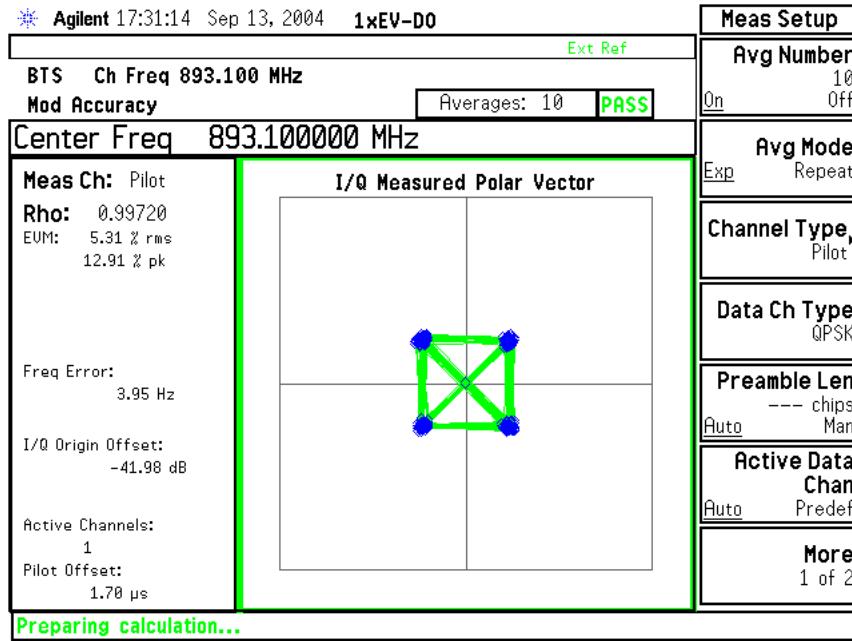 Agilent 17:31:14 Sep 13, 2004 1xEV-DO
Ext Ref
BTS Ch Freq 893.100 MHz
Mod Accuracy
Averages: 10 PASS
Center Freq 893.100000 MHz
Meas Ch: Pilot
Rho: 0.99720
EVM: 5.31 % rms
12.91 % pk
Freq Error:
3.95 Hz
I/Q Origin Offset:
-41.98 dB
Active Channels:
1
Pilot Offset:
1.70 µs
I/Q Measured Polar Vector
Meas Setup
Avg Number
10
On Off
Avg Mode
Exp Repeat
Channel Type
Pilot
Data Ch Type
QPSK
Preamble Len
--- chips
Auto Man
Active Data
Chan
Auto Predef
More
1 of 2
Preparing calculation...